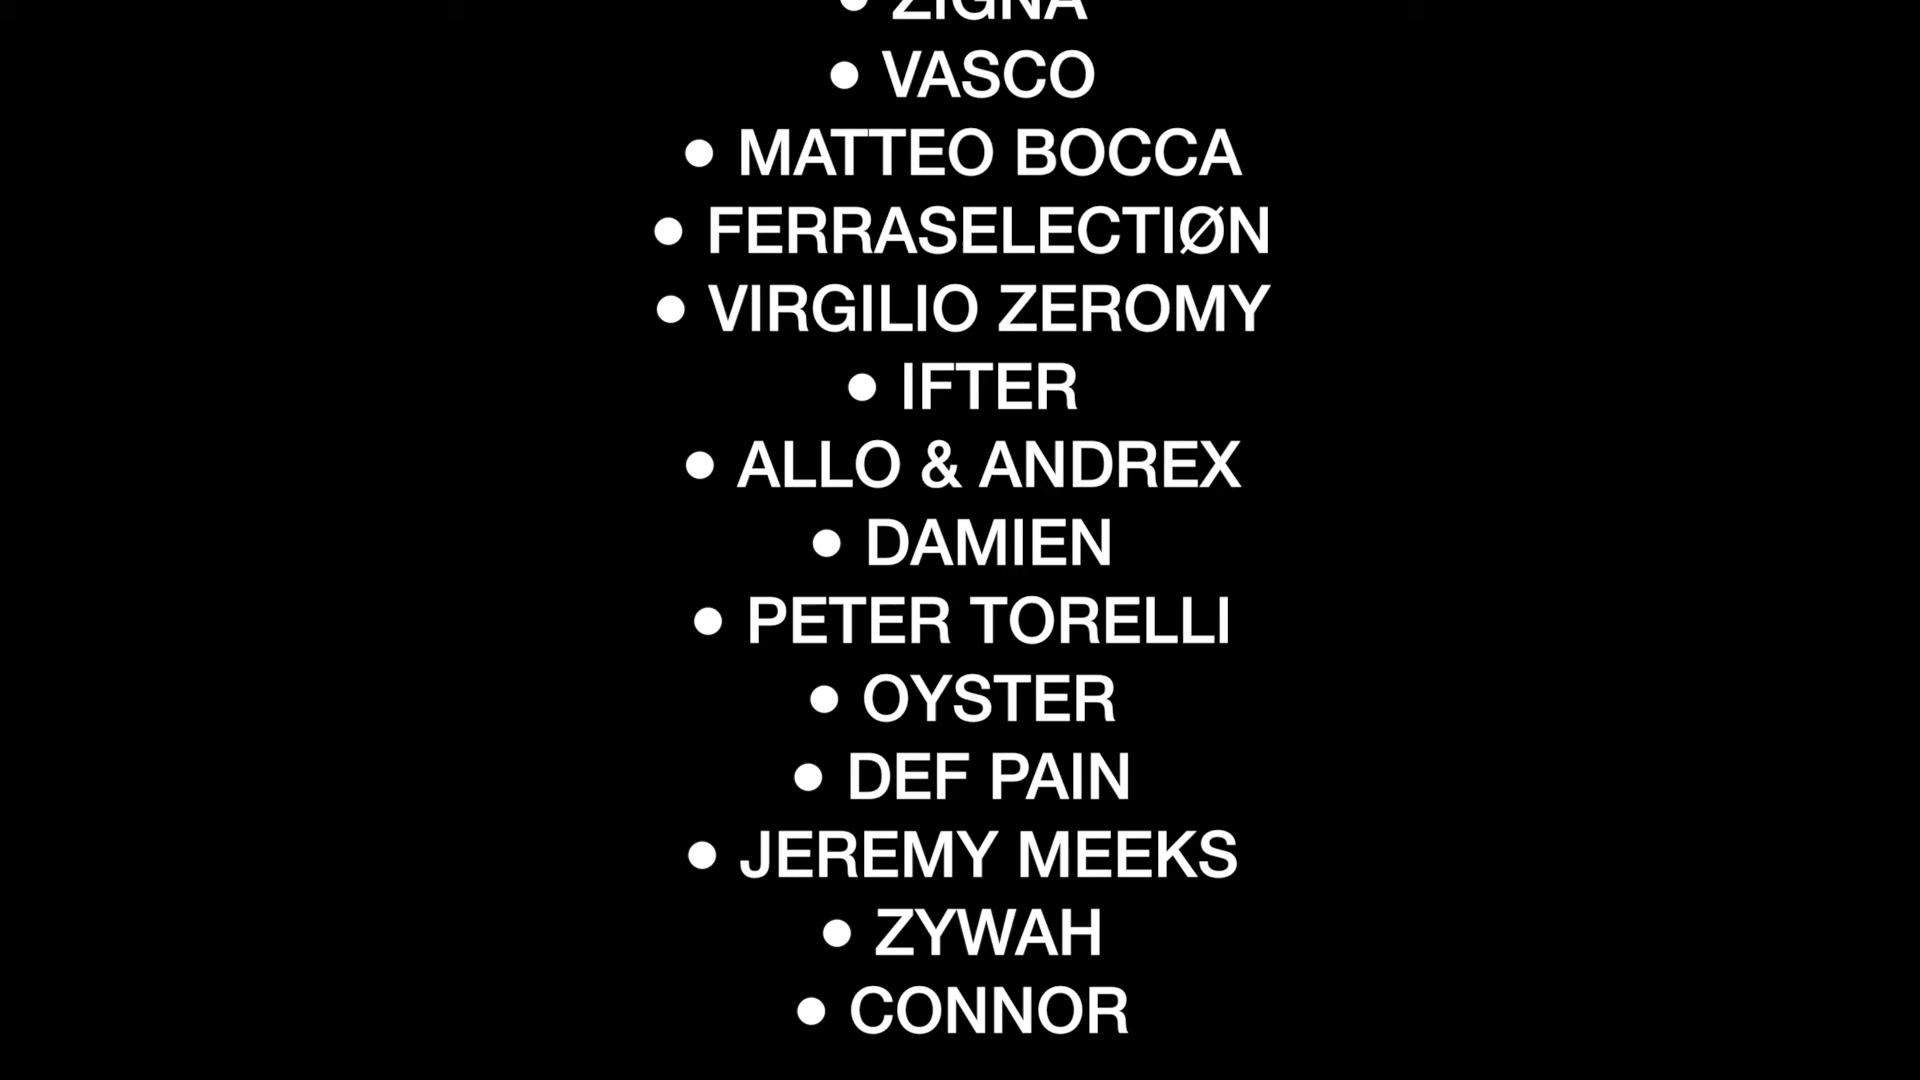 • ZIGNA
• VASCO
• MATTEO BOCCA
• FERRASELECTIØN
• VIRGILIO ZEROMY
• IFTER
• ALLO & ANDREX
• DAMIEN
• PETER TORELLI
• OYSTER
• DEF PAIN
• JEREMY MEEKS
• ZYWAH
• CONNOR